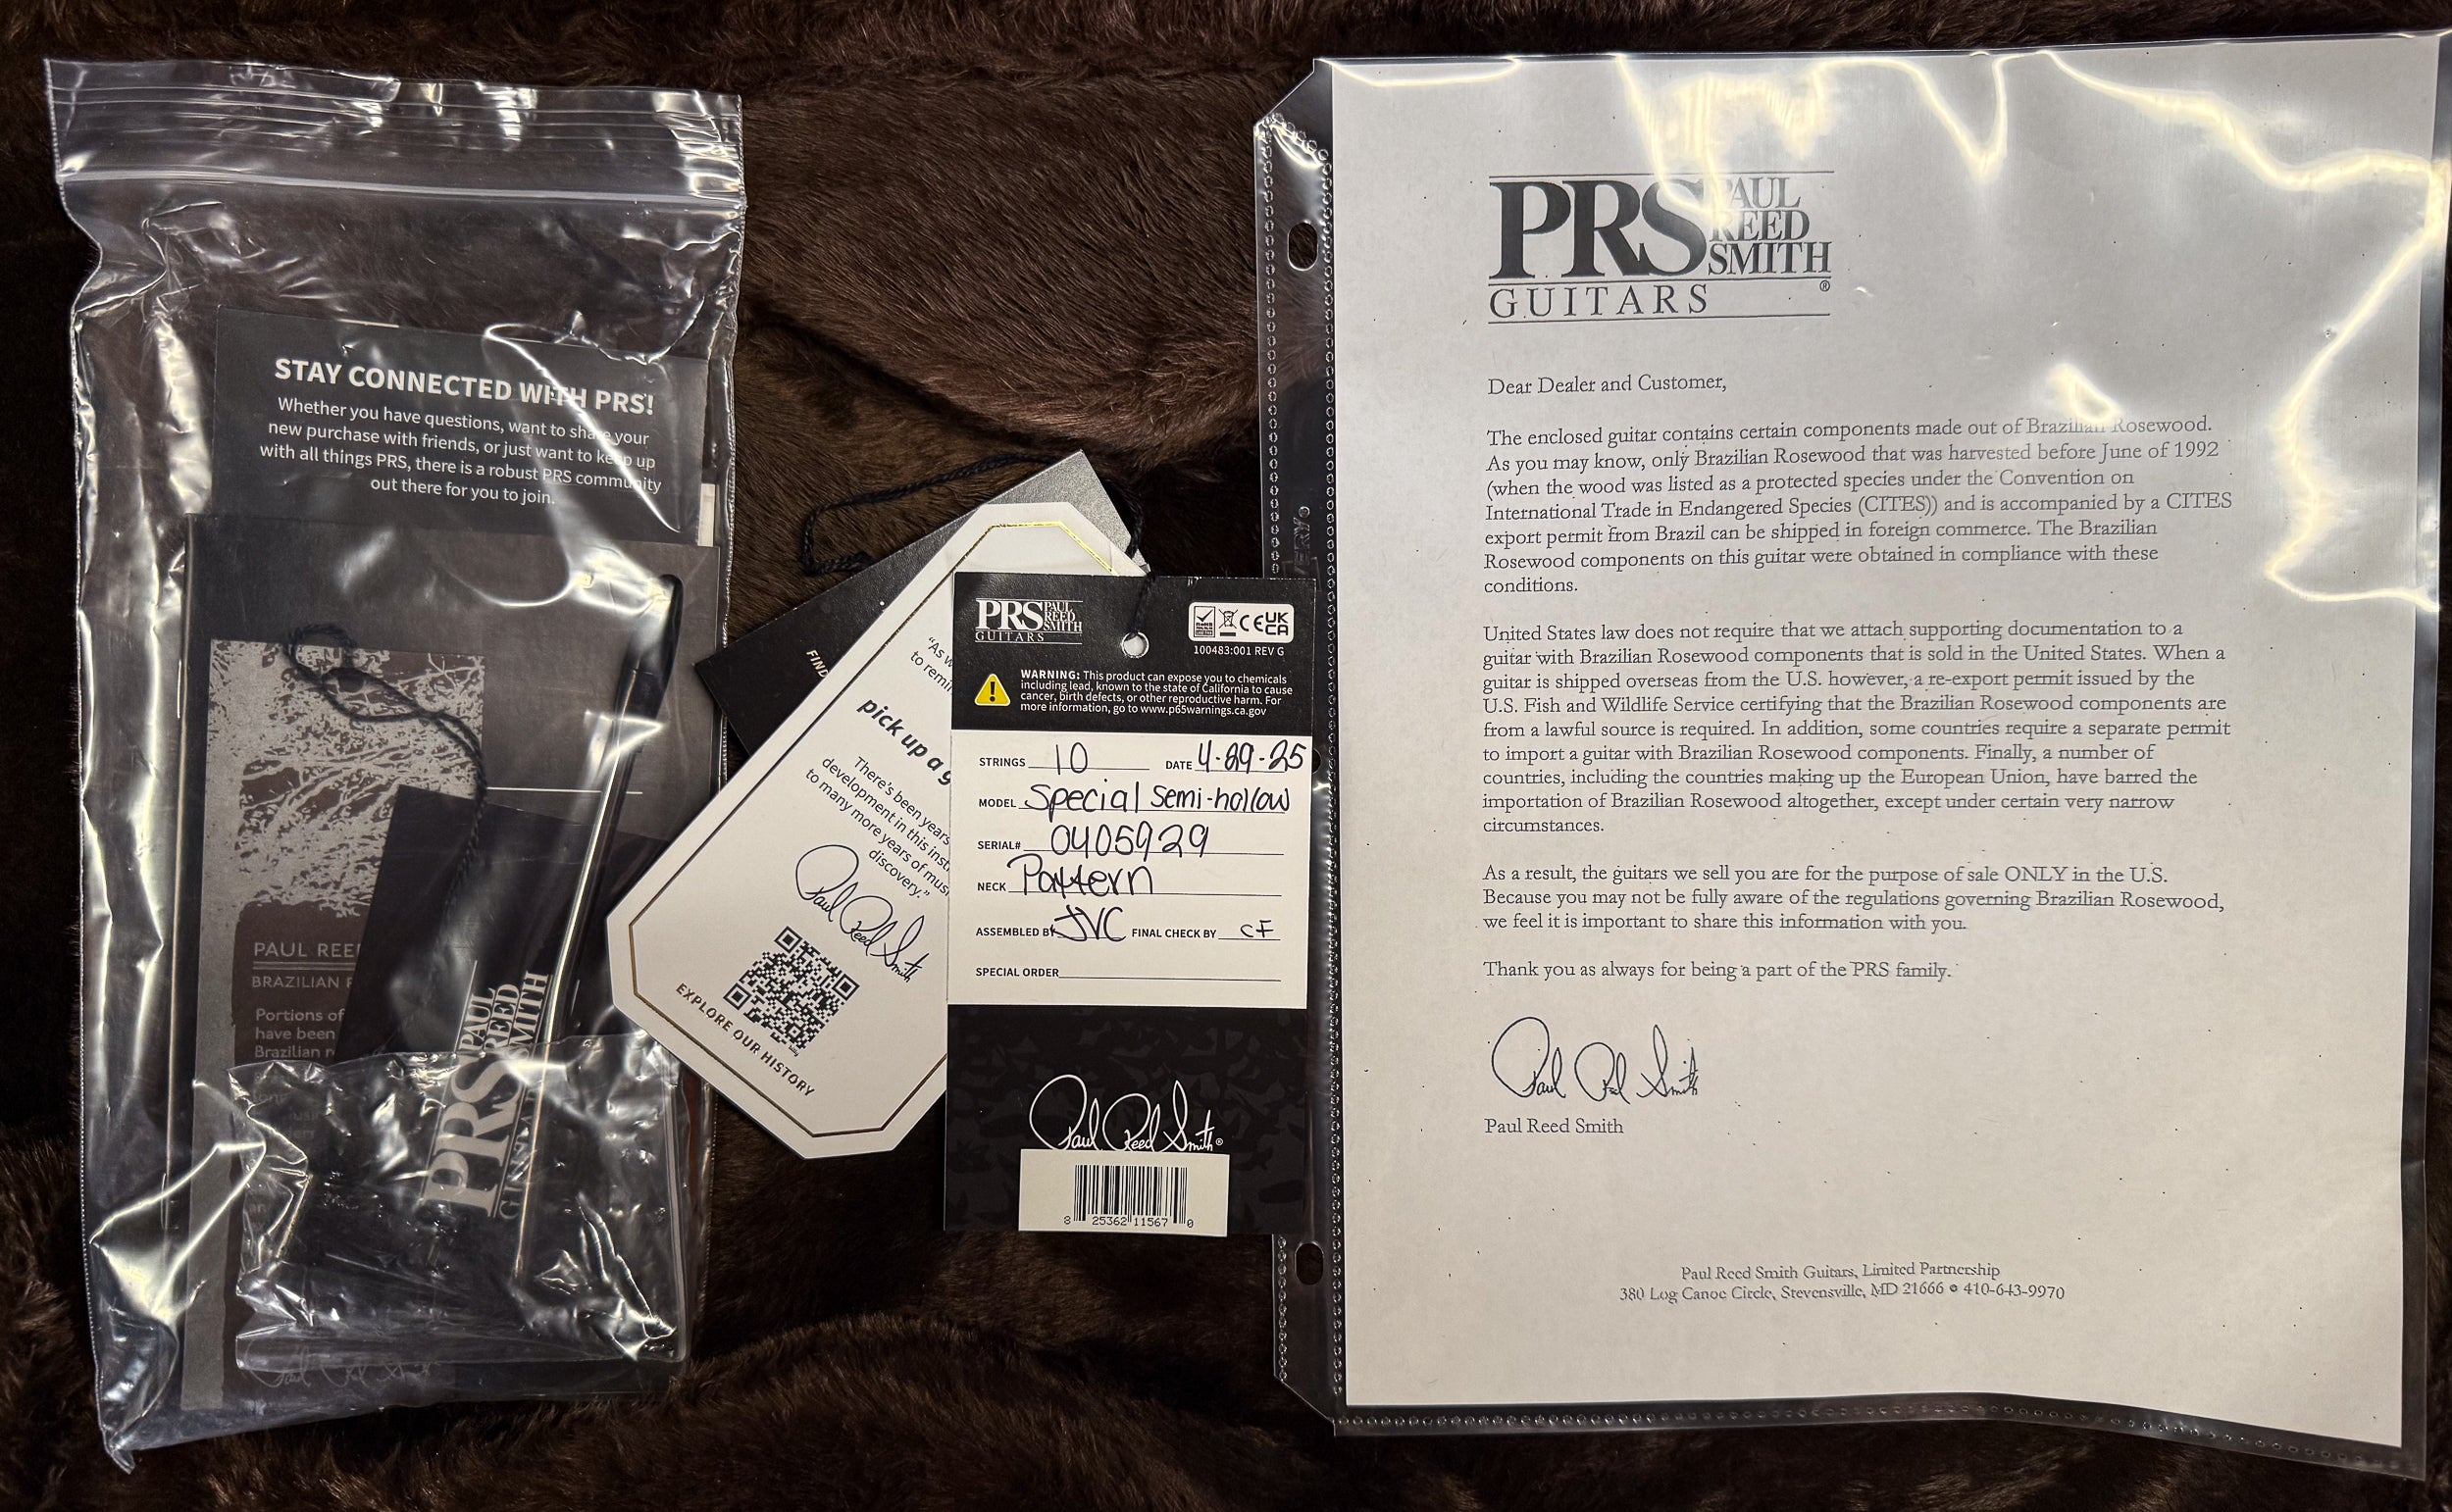 STAY CONNECTED WITH PRS!
Whether you have questions, want to share your
new purchase with friends, or just want to keep up
with all things PRS, there is a robust PRS community
out there for you to join.
PAUL REE
BRAZILIAN
Portions of
have been
Brazilian
PRS PAUL REED SMITH
FIND
"As w
to remin
pick up a g
There's been years
development in this inst
to many more years of mus
discovery."
Paul Reed Smith
EXPLORE OUR HISTORY
PRS PAUL REED SMITH
GUITARS
CE UK CA
100483:001 REV G
WARNING: This product can expose you to chemicals
including lead, known to the state of California to cause
cancer, birth defects, or other reproductive harm. For
more information, go to www.p65warnings.ca.gov
STRINGS 10 DATE 4-29-25
MODEL Special Semi-hollow
SERIAL# 0405929
NECK Pattern
ASSEMBLED BY JVC FINAL CHECK BY CF
SPECIAL ORDER
Paul Reed Smith®
8 25362 11567 0
PRS PAUL REED SMITH
GUITARS ®
Dear Dealer and Customer,
The enclosed guitar contains certain components made out of Brazilian Rosewood.
As you may know, only Brazilian Rosewood that was harvested before June of 1992
(when the wood was listed as a protected species under the Convention on
International Trade in Endangered Species (CITES)) and is accompanied by a CITES
export permit from Brazil can be shipped in foreign commerce. The Brazilian
Rosewood components on this guitar were obtained in compliance with these
conditions.
United States law does not require that we attach supporting documentation to a
guitar with Brazilian Rosewood components that is sold in the United States. When a
guitar is shipped overseas from the U.S. however, a re-export permit issued by the
U.S. Fish and Wildlife Service certifying that the Brazilian Rosewood components are
from a lawful source is required. In addition, some countries require a separate permit
to import a guitar with Brazilian Rosewood components. Finally, a number of
countries, including the countries making up the European Union, have barred the
importation of Brazilian Rosewood altogether, except under certain very narrow
circumstances.
As a result, the guitars we sell you are for the purpose of sale ONLY in the U.S.
Because you may not be fully aware of the regulations governing Brazilian Rosewood,
we feel it is important to share this information with you.
Thank you as always for being a part of the PRS family.
Paul Reed Smith
Paul Reed Smith
Paul Reed Smith Guitars, Limited Partnership
380 Log Canoe Circle, Stevensville, MD 21666 • 410-643-9970